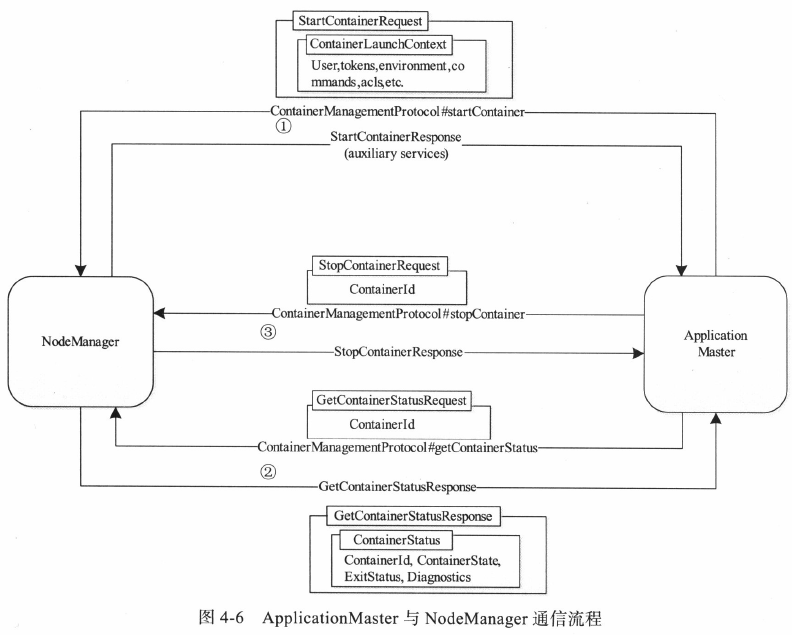 StartContainerRequest
ContainerLaunchContext
User,tokens,environment,co
mmands,acls,etc.
ContainerManagementProtocol#startContainer
①
StartContainerResponse
(auxiliary services)
StopContainerRequest
ContainerId
ContainerManagementProtocol#stopContainer
③
NodeManager
Application
Master
StopContainerResponse
GetContainerStatusRequest
ContainerId
ContainerManagementProtocol#getContainerStatus
②
GetContainerStatusResponse
GetContainerStatusResponse
ContainerStatus
ContainerId, ContainerState,
ExitStatus, Diagnostics
图 4-6 ApplicationMaster 与 NodeManager 通信流程